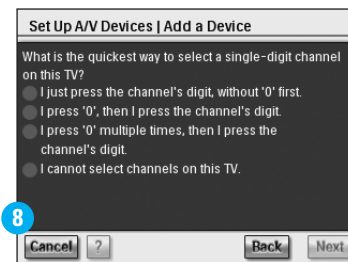 Set Up A/V Devices | Add a Device
What is the quickest way to select a single-digit channel
on this TV?
I just press the channel's digit, without '0' first.
I press '0', then I press the channel's digit.
I press '0' multiple times, then I press the
channel's digit.
I cannot select channels on this TV.
8
Cancel ? Back Next